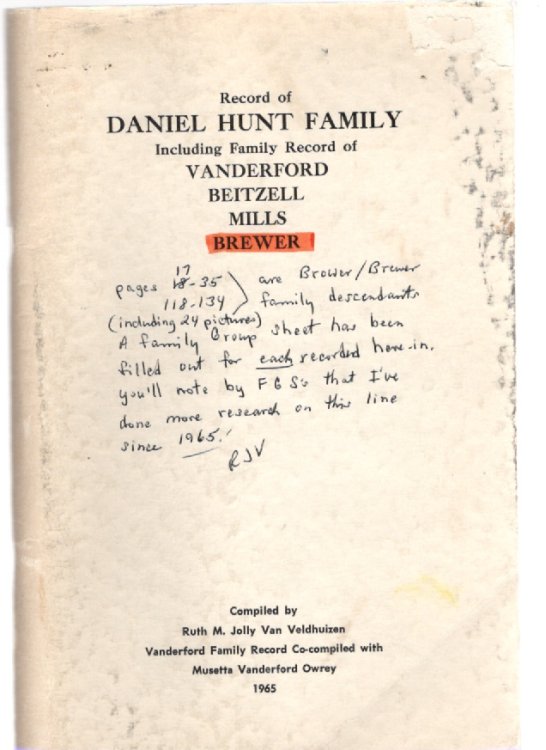 Record of
DANIEL HUNT FAMILY
Including Family Record of
VANDERFORD
BEITZELL
MILLS
BREWER
17
pages 18-35 } are Brower/Brewer
118-134 } family descendants
(including 24 pictures)
A family Group sheet has been
filled out for each recorded here-in.
you'll note by FGS's that I've
done more research on this line
since 1965!
RJV
Compiled by
Ruth M. Jolly Van Veldhuizen
Vanderford Family Record Co-compiled with
Musetta Vanderford Owrey
1965